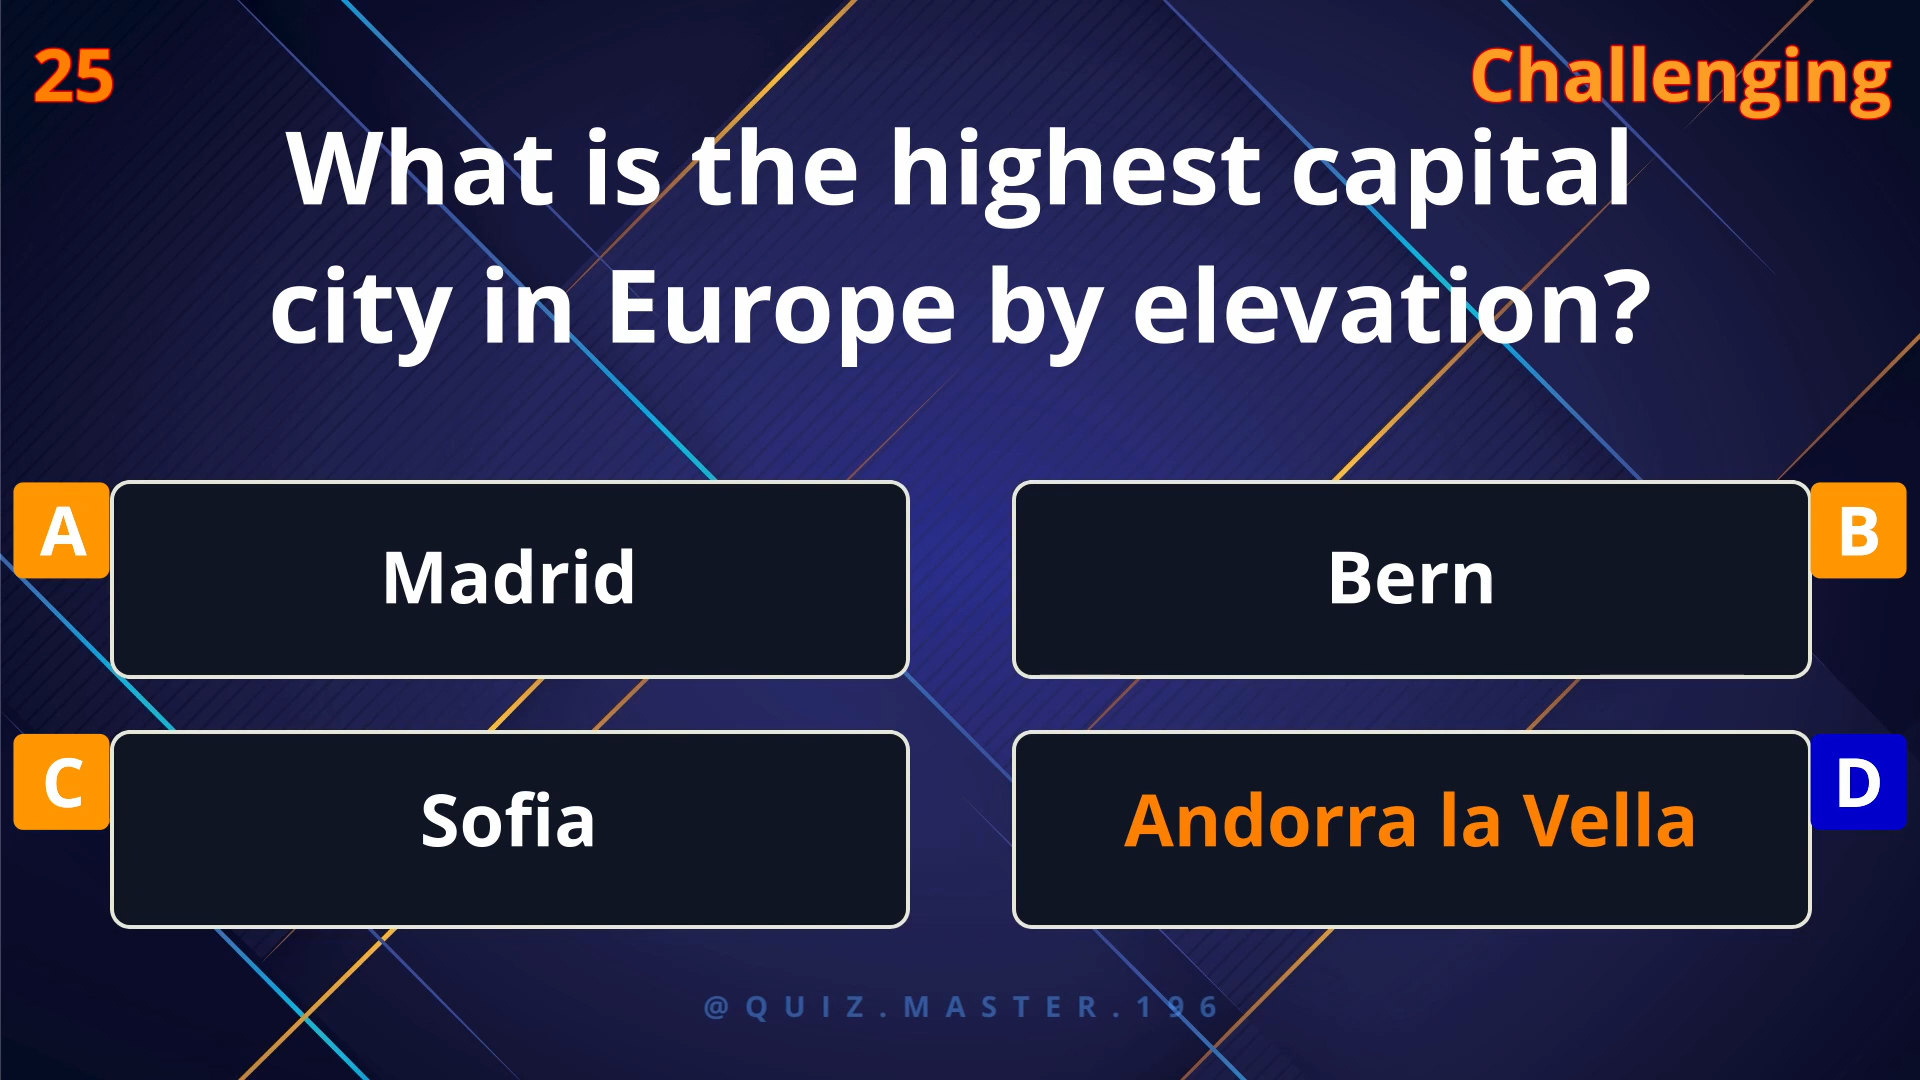 25
Challenging
What is the highest capital
city in Europe by elevation?
A
Madrid
Bern
B
C
Sofia
Andorra la Vella
D
@QUIZ.MASTER.196